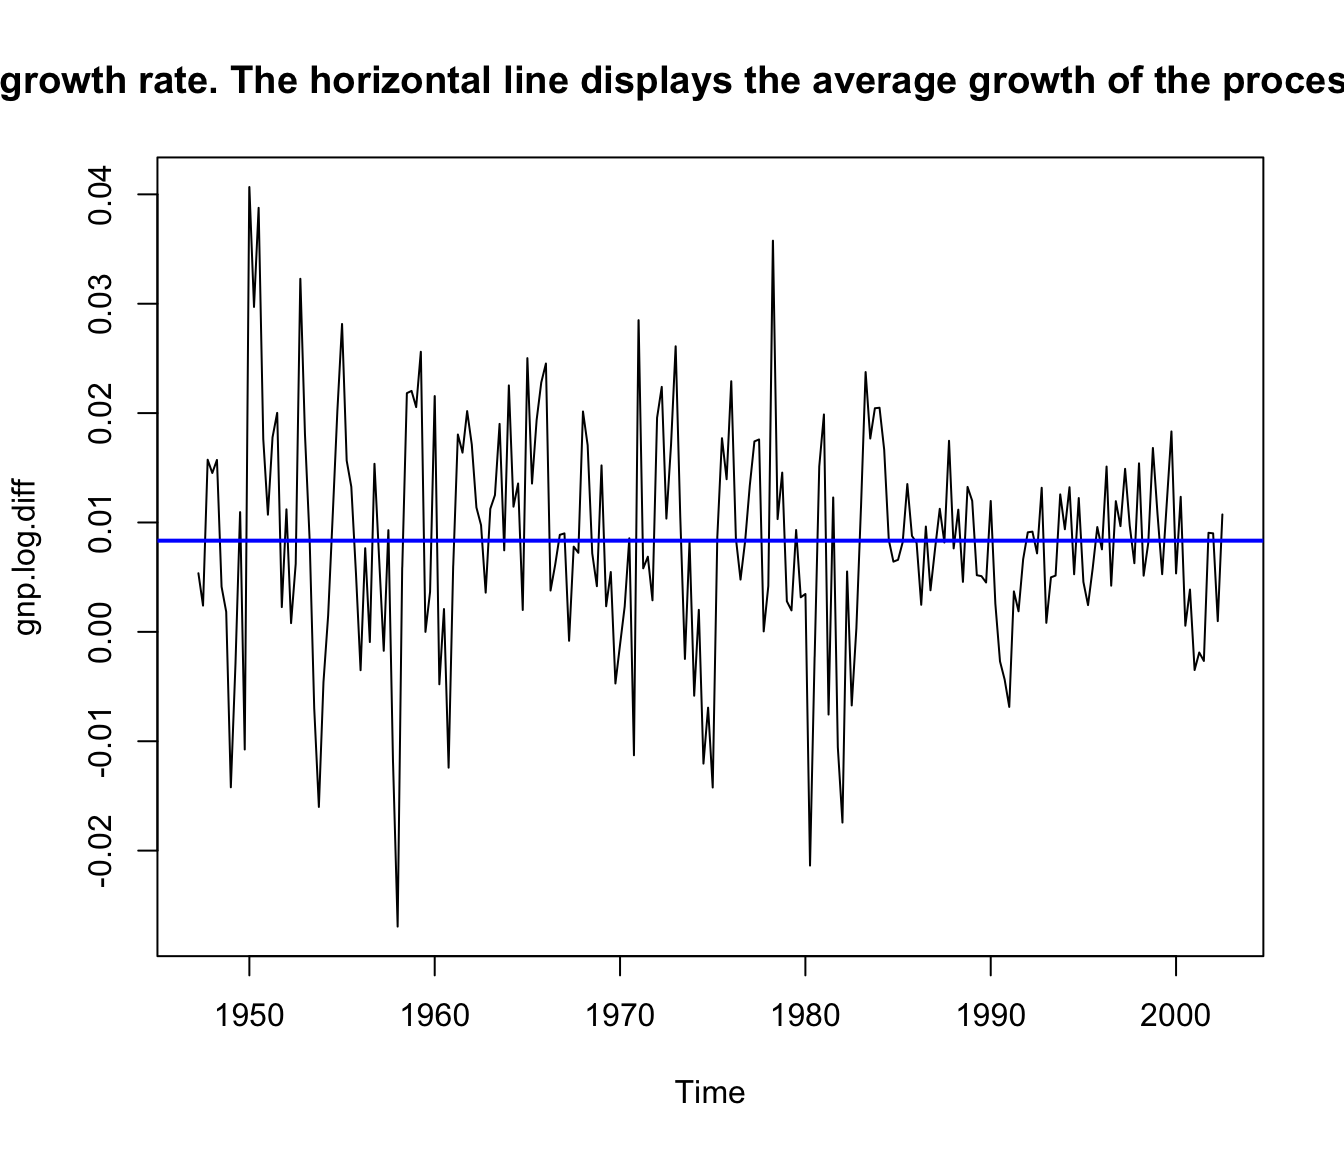 growth rate. The horizontal line displays the average growth of the proces
gnp.log.diff
0.04
0.03
0.02
0.01
0.00
-0.01
-0.02
1950 1960 1970 1980 1990 2000
Time